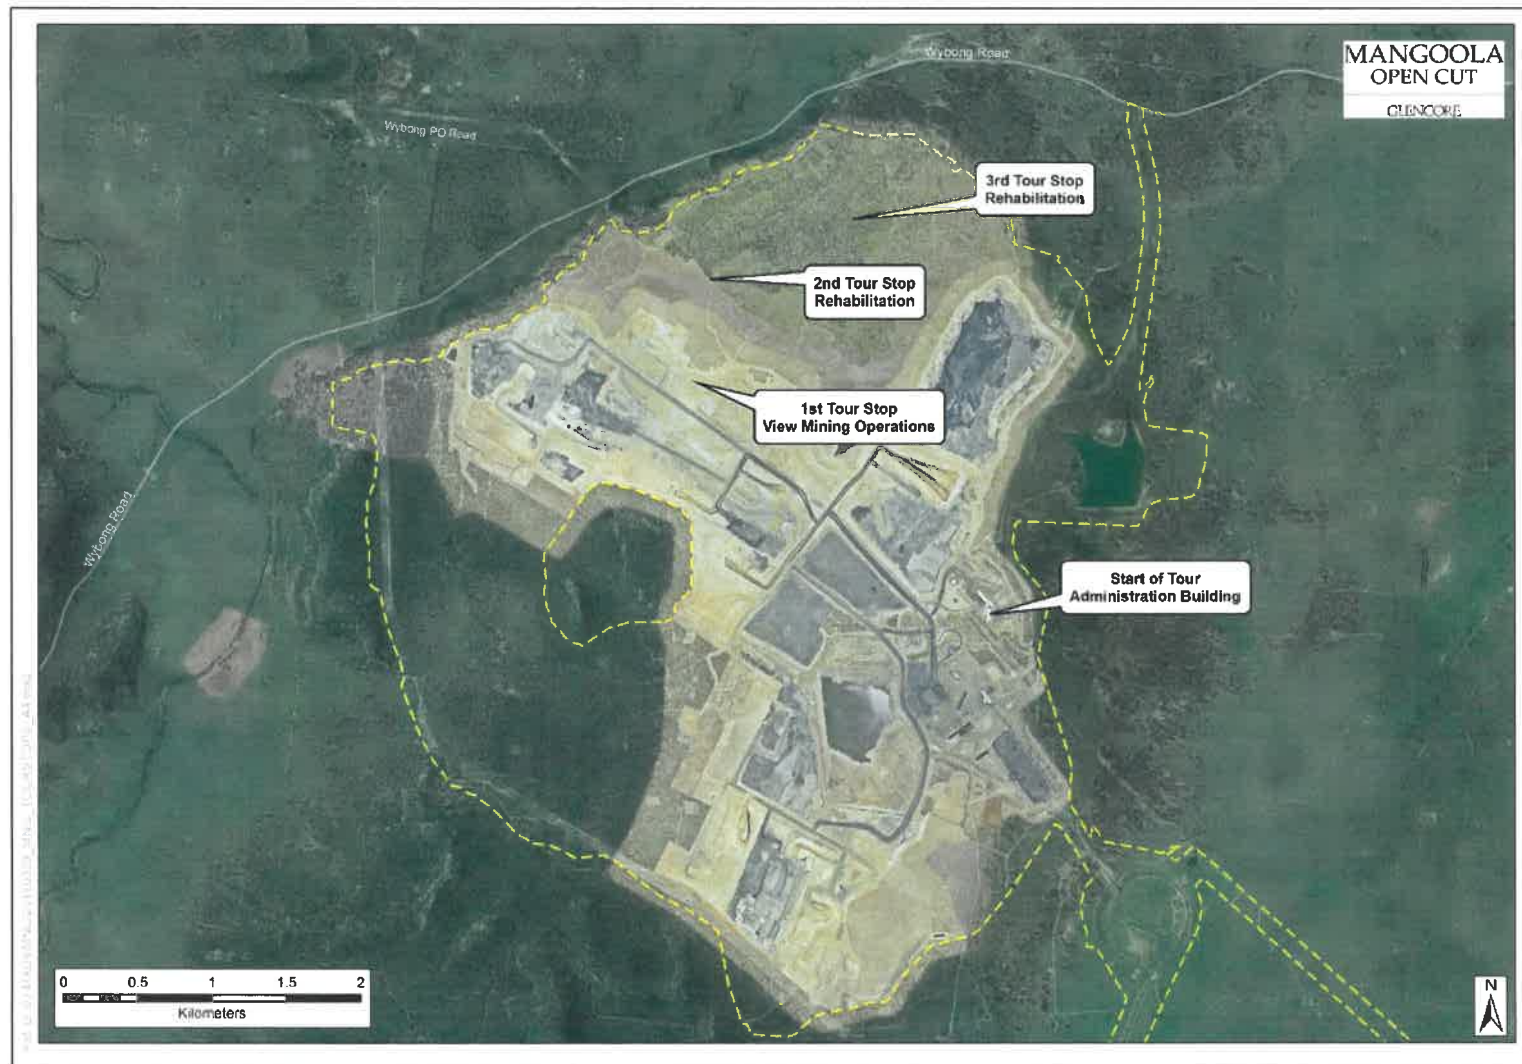 Wybong Road
MANGOOLA
OPEN CUT
GLENCORE
Wybong PO Road
3rd Tour Stop
Rehabilitation
2nd Tour Stop
Rehabilitation
1st Tour Stop
View Mining Operations
Wybong Road
Start of Tour
Administration Building
0 0.5 1 1.5 2
Kilometers
N